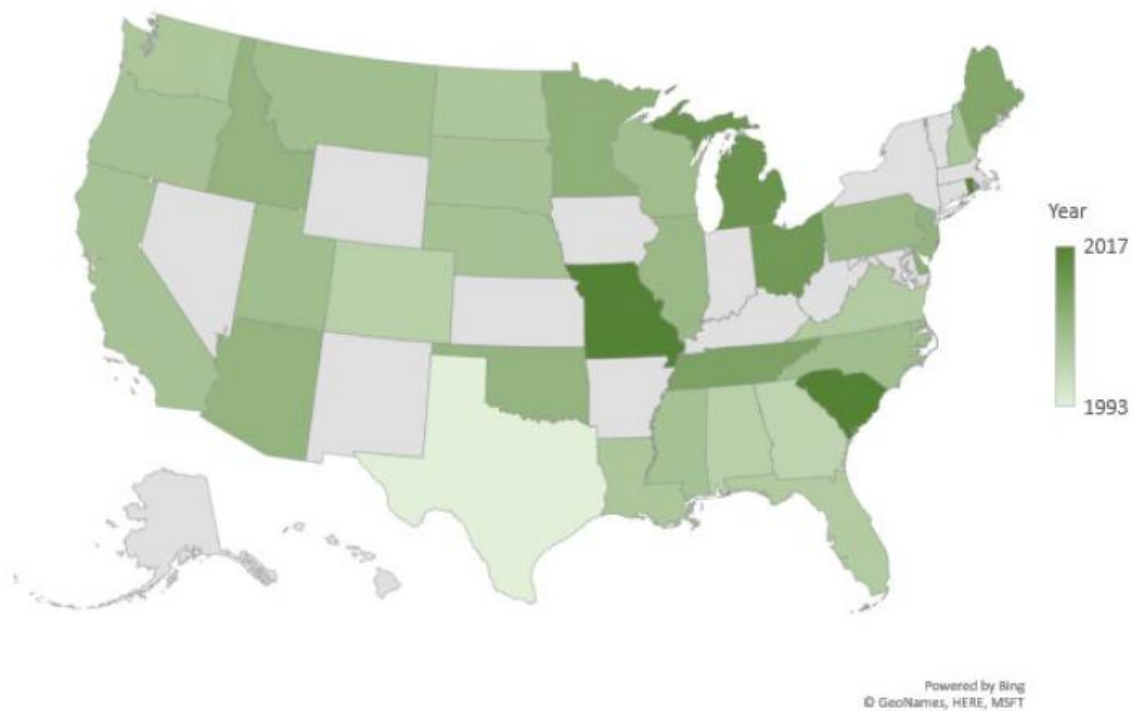 Year
2017
1993
Powered by Bing
© GeoNames, HERE, MSFT